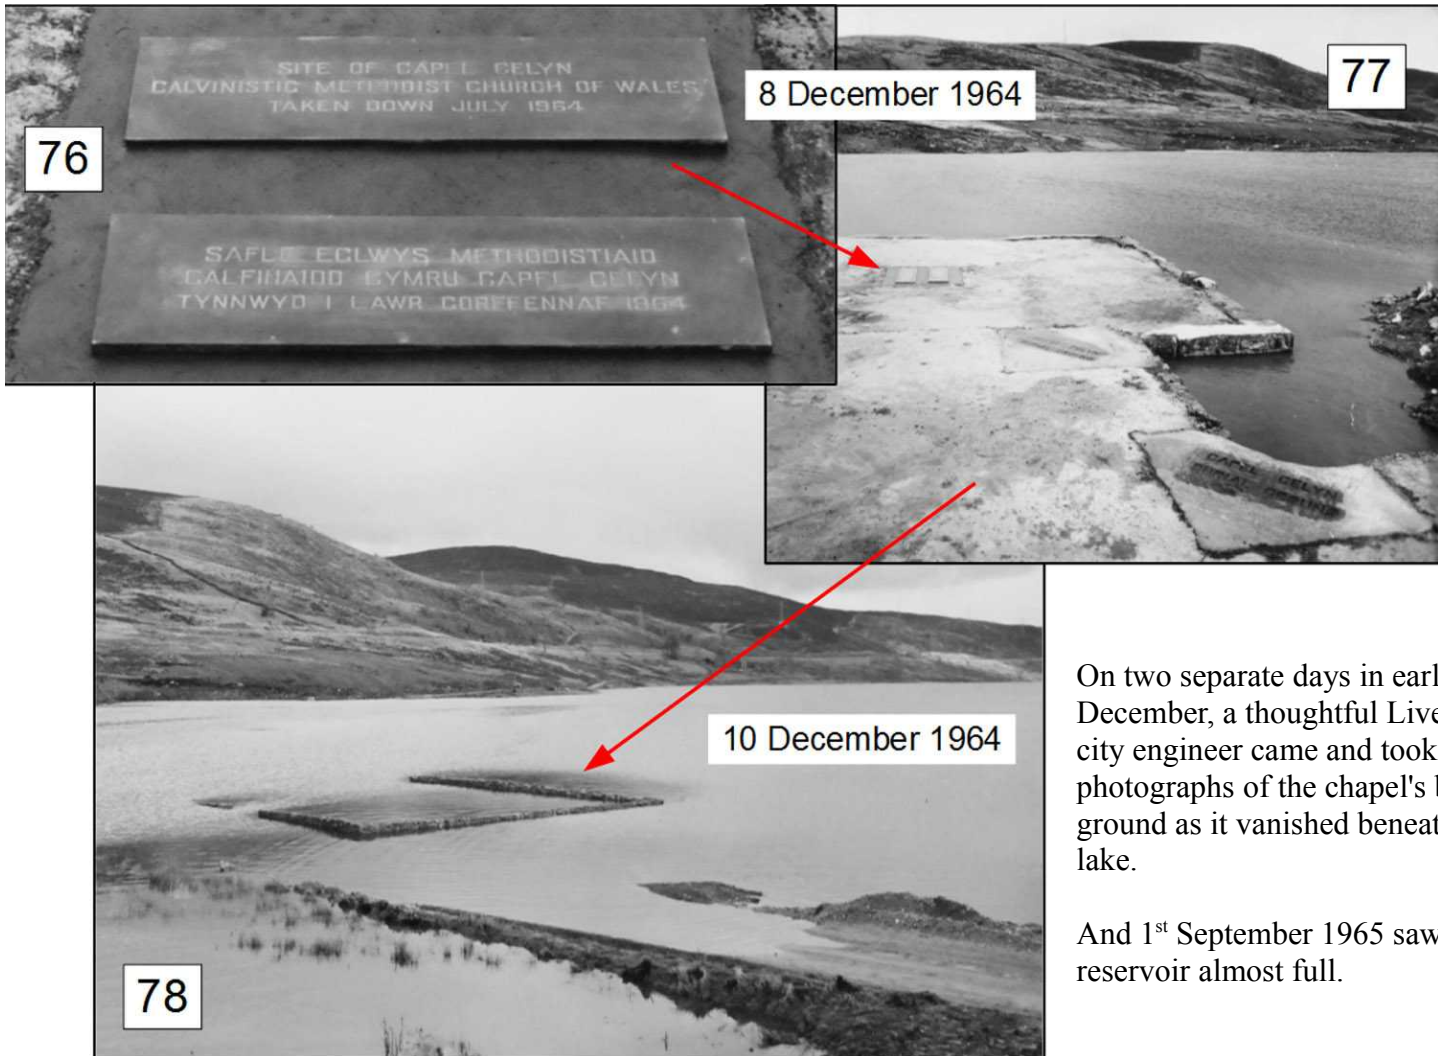 76
SITE OF CAPEL CELYN
CALVINISTIC METHODIST CHURCH OF WALES
TAKEN DOWN JULY 1964
SAFLE EGLWYS METHODISTIAID
CALFINAIDD CYMRU CAPEL CELYN
TYNNWYD I LAWR GORFFENNAF 1964
8 December 1964
77
CAPEL CELYN
10 December 1964
78
On two separate days in earl
December, a thoughtful Live
city engineer came and took
photographs of the chapel's b
ground as it vanished beneat
lake.
And 1st September 1965 saw
reservoir almost full.